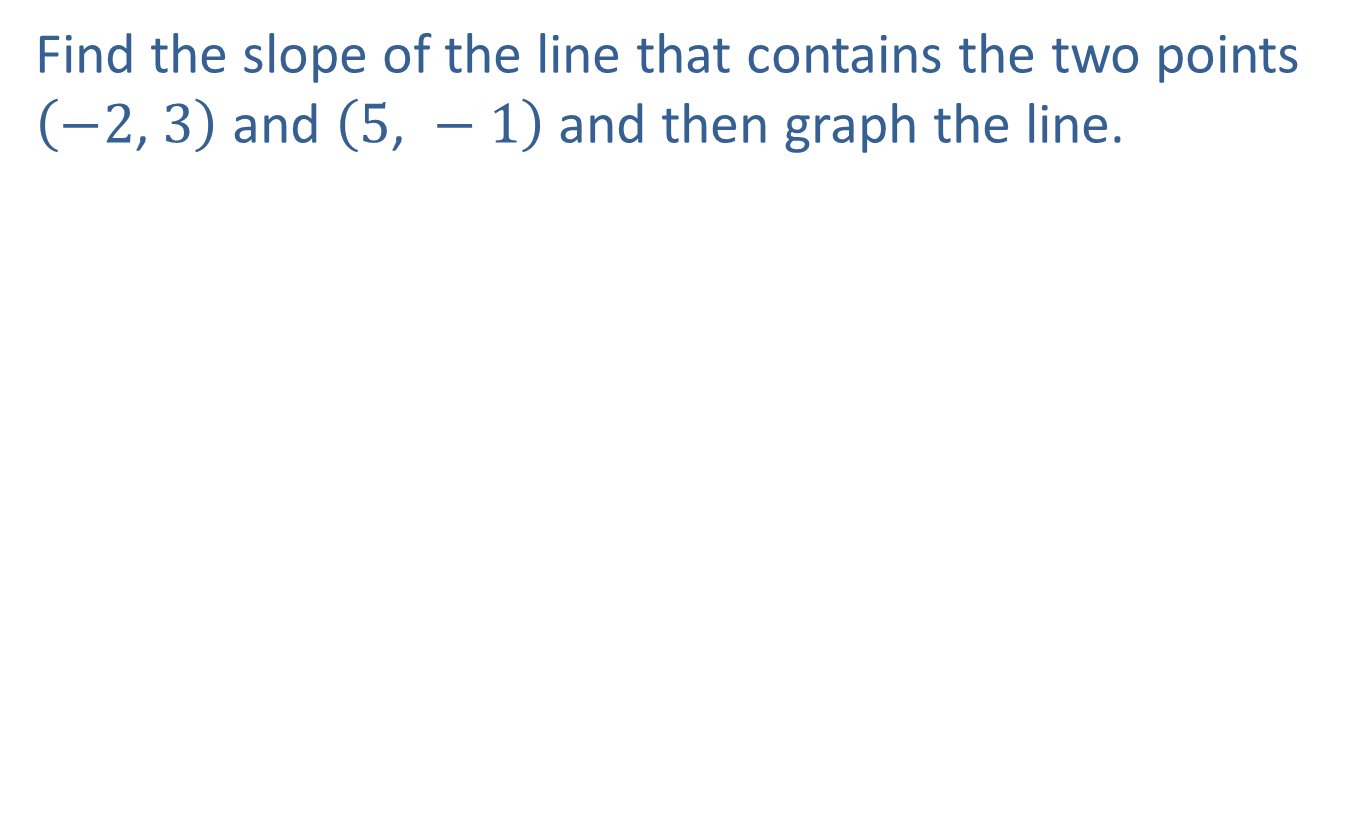 Find the slope of the line that contains the two points
(−2, 3) and (5, − 1) and then graph the line.